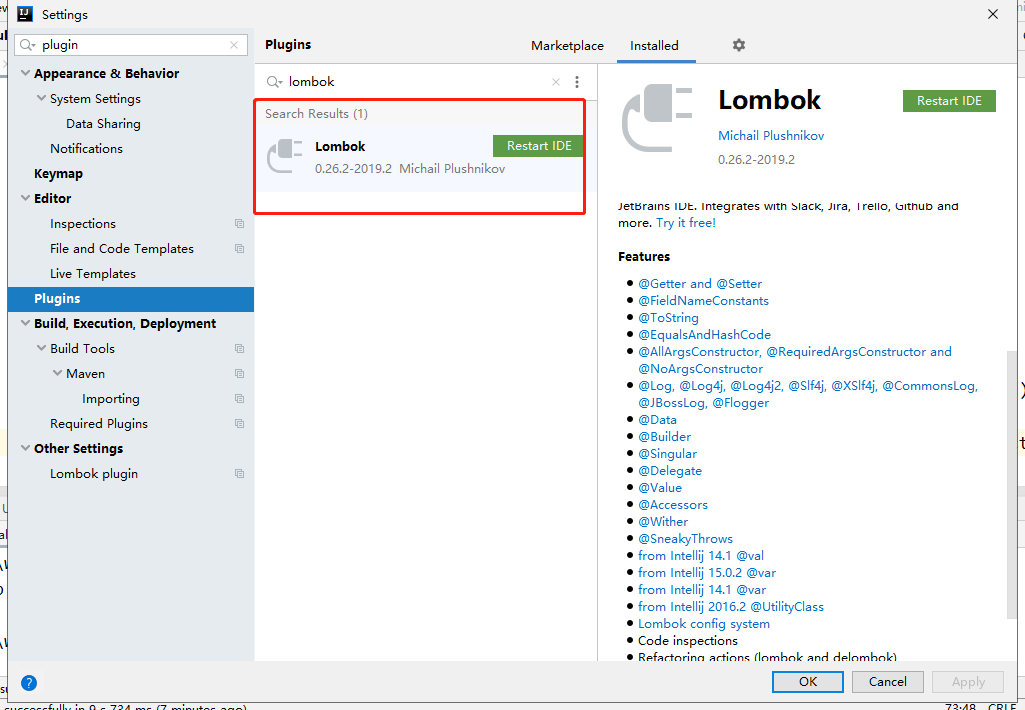 Settings
plugin
Appearance & Behavior
System Settings
Data Sharing
Notifications
Keymap
Editor
Inspections
File and Code Templates
Live Templates
Plugins
Build, Execution, Deployment
Build Tools
Maven
Importing
Required Plugins
Other Settings
Lombok plugin
Plugins
Marketplace
Installed
lombok
Search Results (1)
Lombok
Restart IDE
0.26.2-2019.2 Michail Plushnikov
Lombok
Restart IDE
Michail Plushnikov
0.26.2-2019.2
JetBrains IDE. Integrates with Slack, Jira, Trello, Github and
more. Try it free!
Features
@Getter and @Setter
@FieldNameConstants
@ToString
@EqualsAndHashCode
@AllArgsConstructor, @RequiredArgsConstructor and
@NoArgsConstructor
@Log, @Log4j, @Log4j2, @Slf4j, @XSlf4j, @CommonsLog,
@JBossLog, @Flogger
@Data
@Builder
@Singular
@Delegate
@Value
@Accessors
@Wither
@SneakyThrows
from Intellij 14.1 @val
from Intellij 15.0.2 @var
from Intellij 14.1 @var
from Intellij 2016.2 @UtilityClass
Lombok config system
Code inspections
Refactoring actions (lombok and delombok)
?
OK
Cancel
Apply
successfully in 9 s 734 ms (7 minutes ago)
73:48 CRLF